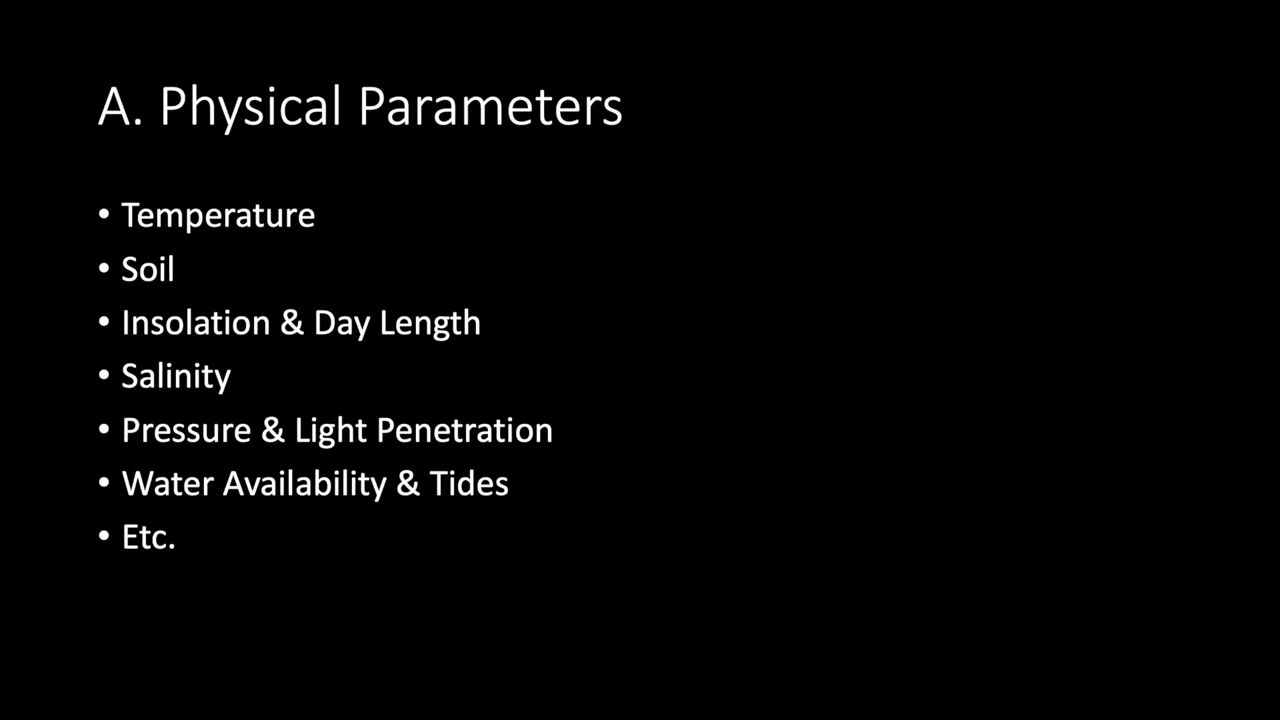 A. Physical Parameters
• Temperature
• Soil
• Insolation & Day Length
• Salinity
• Pressure & Light Penetration
• Water Availability & Tides
• Etc.